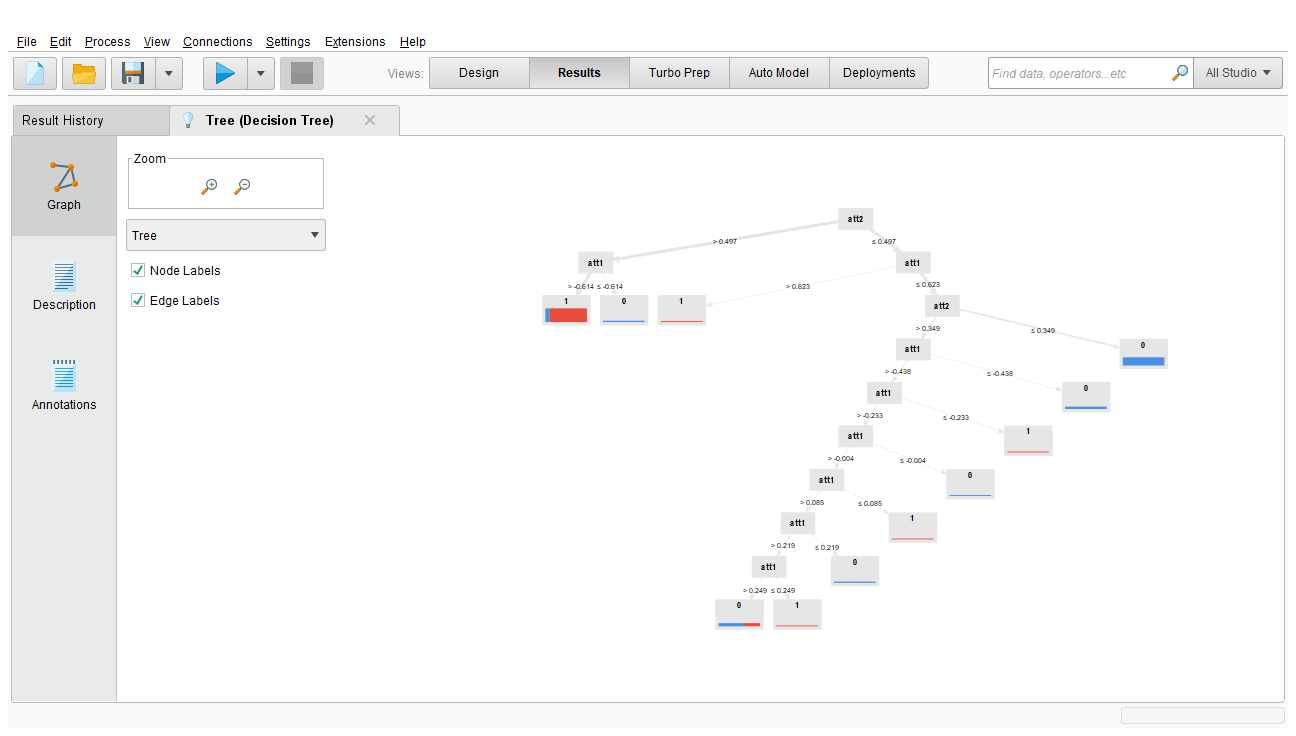 File Edit Process View Connections Settings Extensions Help
Views: Design Results Turbo Prep Auto Model Deployments Find data, operators...etc All Studio
Result History Tree (Decision Tree)
Zoom
Graph
Tree
Node Labels
Edge Labels
Description
Annotations
att2
> 0.497 ≤ 0.497
att1 att1
> -0.614 ≤ -0.614 > 0.623 ≤ 0.623
1 0 1 att2
> 0.349 ≤ 0.349
att1 0
> -0.438 ≤ -0.438
att1 0
> -0.233 ≤ -0.233
att1 1
> -0.004 ≤ -0.004
att1 0
> 0.085 ≤ 0.085
att1 1
> 0.219 ≤ 0.219
att1 0
> 0.249 ≤ 0.249
0 1